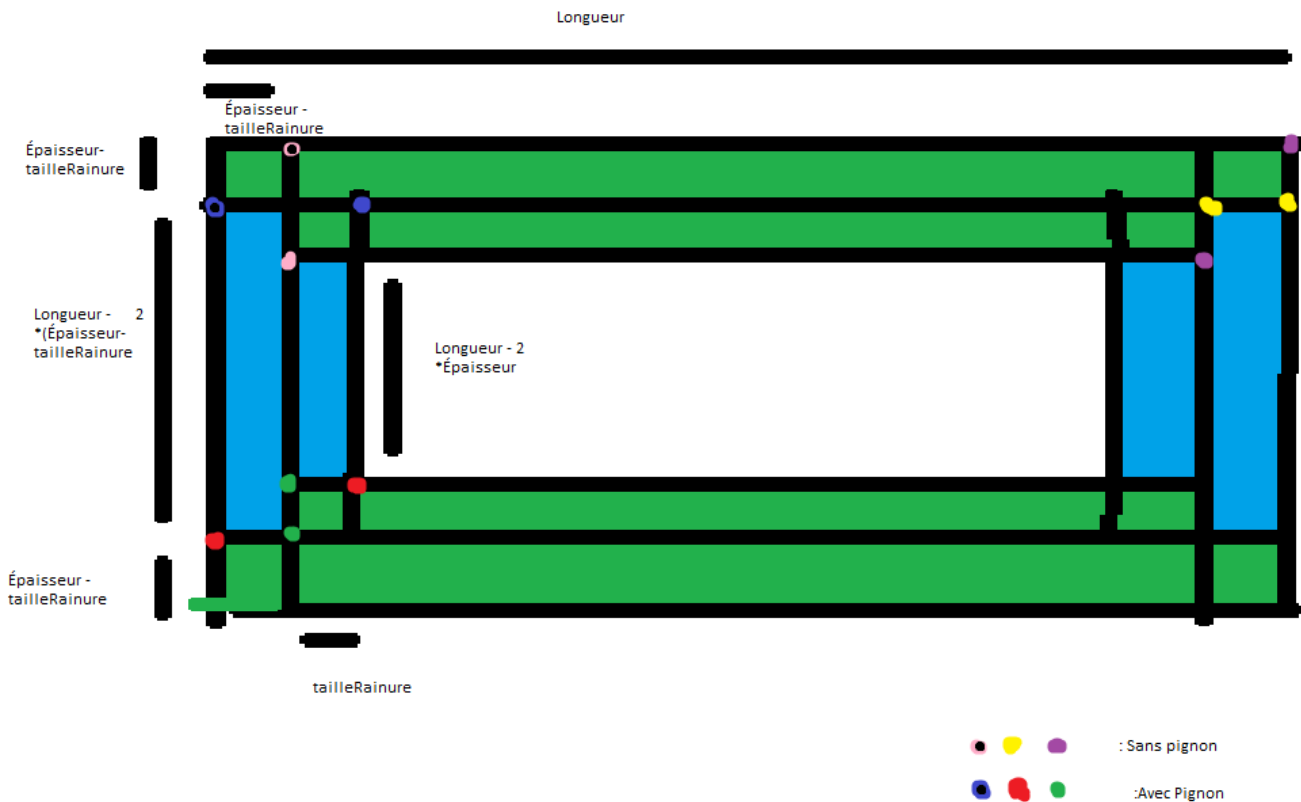 Longueur
Épaisseur -
tailleRainure
Épaisseur-
tailleRainure
Longueur -    2
*(Épaisseur-
tailleRainure
Longueur - 2
*Épaisseur
Épaisseur -
tailleRainure
tailleRainure
: Sans pignon
:Avec Pignon